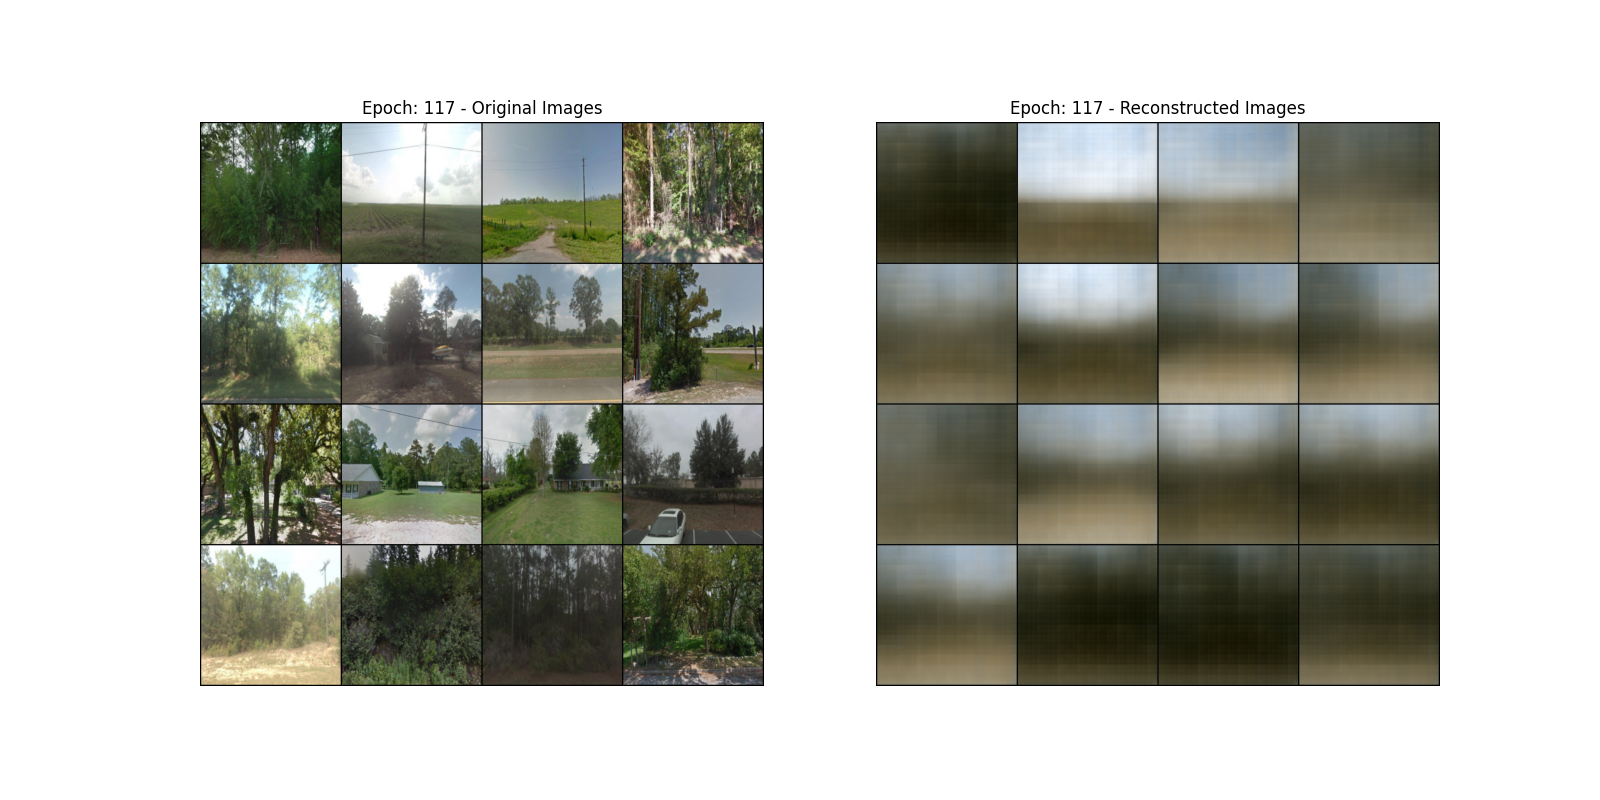 Epoch: 117 - Original Images
Epoch: 117 - Reconstructed Images